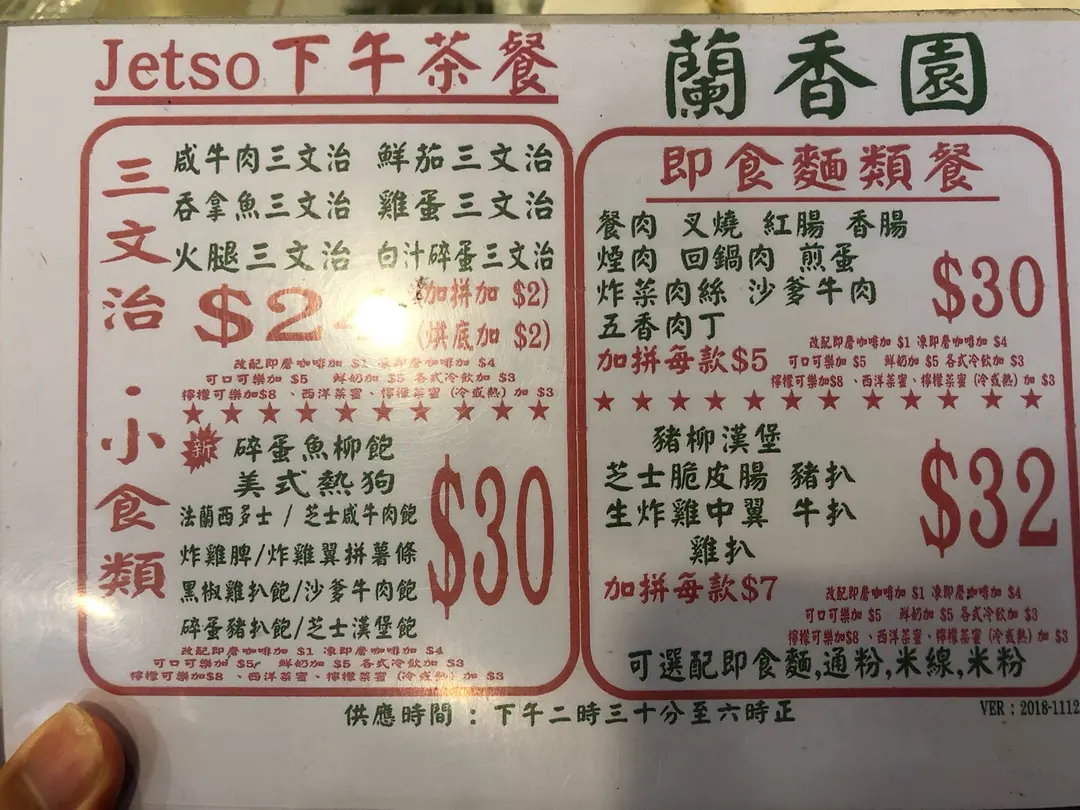 Jetso下午茶餐
蘭香園
三文治·小食類
咸牛肉三文治 鮮茄三文治
吞拿魚三文治 雞蛋三文治
火腿三文治 白汁碎蛋三文治
$2
加拼加 $2)
(烘底加 $2)
改配即磨咖啡加 $1 凍即磨咖啡加 $4
可口可樂加 $5 鮮奶加 $5 各式冷飲加 $3
檸檬可樂加$8 、西洋菜蜜、檸檬菜蜜 (冷或熱) 加 $3
★ ★ ★ ★ ★ ★ ★ ★ ★ ★
新 碎蛋魚柳飽
美式熱狗
法蘭西多士 / 芝士咸牛肉飽
炸雞脾/炸雞翼拼薯條
黑椒雞扒飽/沙爹牛肉飽
碎蛋豬扒飽/芝士漢堡飽
$30
改配即磨咖啡加 $1 凍即磨咖啡加 $4
可口可樂加 $5 鮮奶加 $5 各式冷飲加 $3
檸檬可樂加$8 、西洋菜蜜、檸檬菜蜜 (冷或熱) 加 $3
即食麵類餐
餐肉 叉燒 紅腸 香腸
煙肉 回鍋肉 煎蛋
炸菜肉絲 沙爹牛肉
五香肉丁
$30
加拼每款$5
改配即磨咖啡加 $1 凍即磨咖啡加 $4
可口可樂加 $5 鮮奶加 $5 各式冷飲加 $3
檸檬可樂加$8 、西洋菜蜜、檸檬菜蜜 (冷或熱) 加 $3
★ ★ ★ ★ ★ ★ ★ ★ ★ ★ ★ ★
豬柳漢堡
芝士脆皮腸 豬扒
生炸雞中翼 牛扒
雞扒
$32
加拼每款$7
改配即磨咖啡加 $1 凍即磨咖啡加 $4
可口可樂加 $5 鮮奶加 $5 各式冷飲加 $3
檸檬可樂加$8 、西洋菜蜜、檸檬菜蜜 (冷或熱) 加 $3
可選配即食麵,通粉,米線,米粉
供應時間 : 下午二時三十分至六時正
VER : 2018-1112